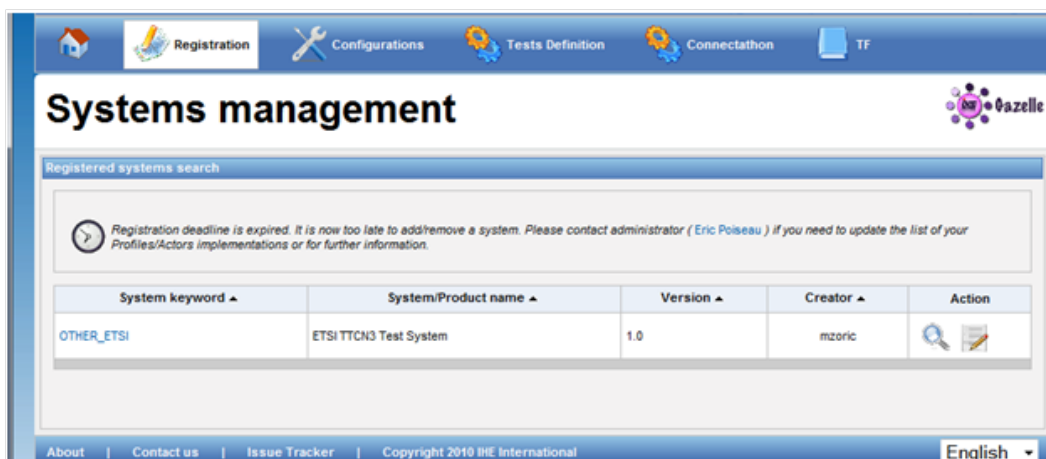 Registration Configurations Tests Definition Connectathon TF
Systems management
Gazelle
Registered systems search
Registration deadline is expired. It is now too late to add/remove a system. Please contact administrator ( Eric Poiseau ) if you need to update the list of your
Profiles/Actors implementations or for further information.
System keyword System/Product name Version Creator Action
OTHER_ETSI ETSI TTCN3 Test System 1.0 mzoric
About | Contact us | Issue Tracker | Copyright 2010 IHE International English